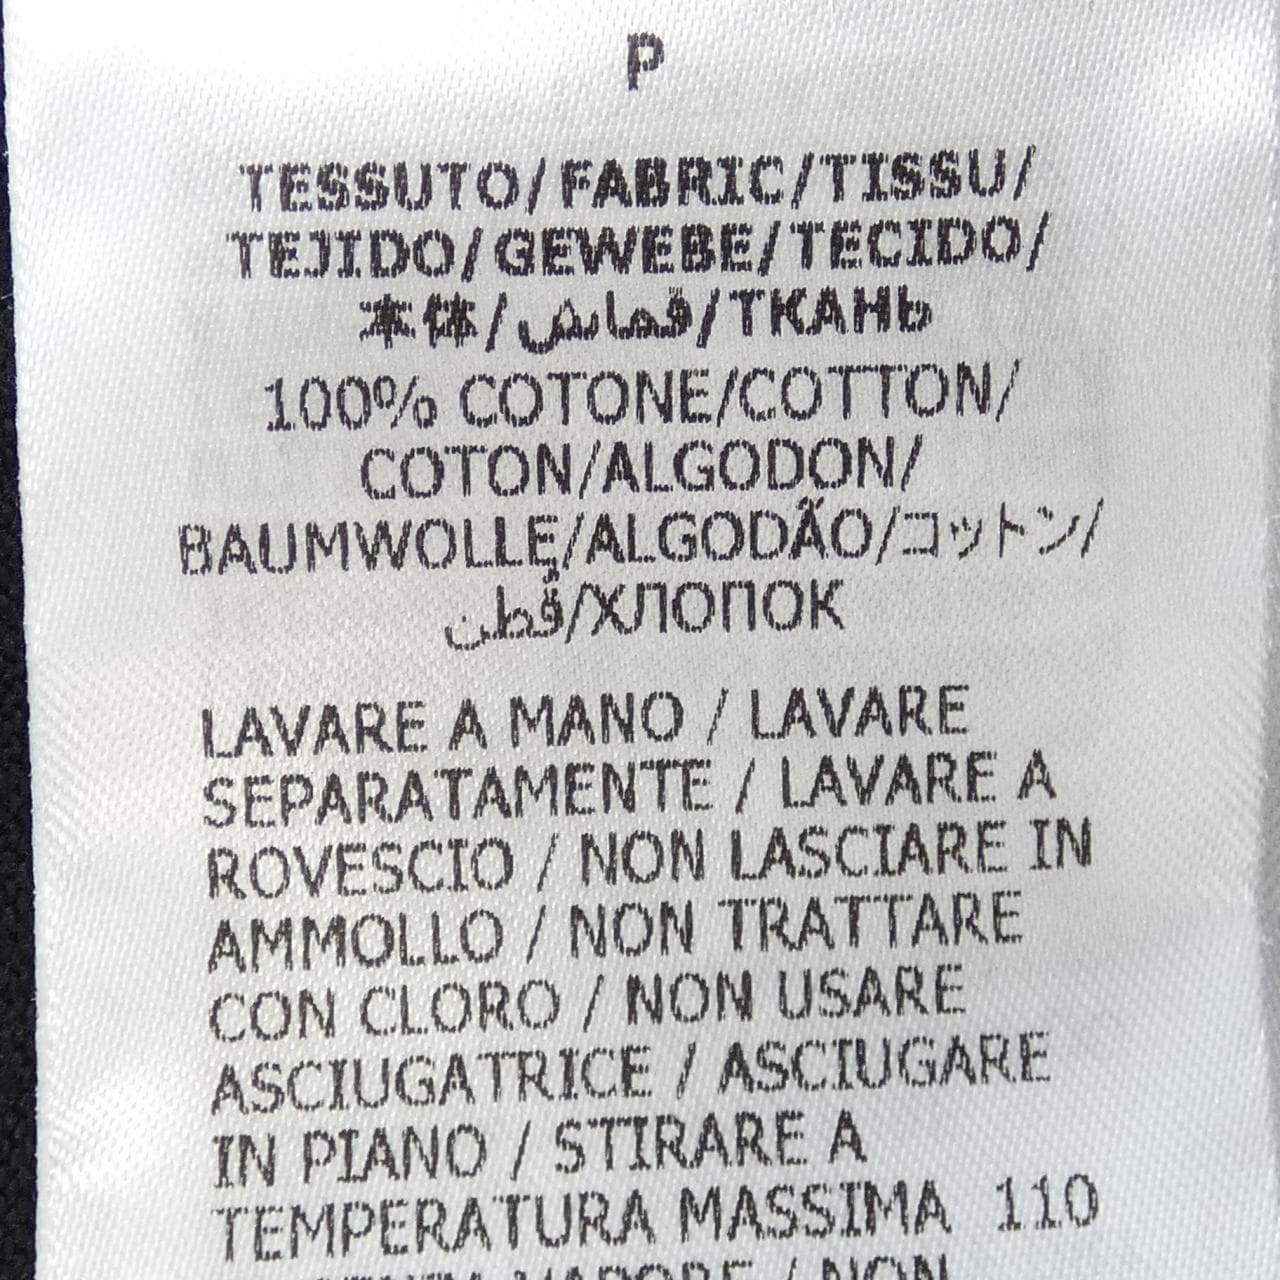 P
TESSUTO/FABRIC/TISSU/
TEJIDO/GEWEBE/TECIDO/
本体/قماش/ТКАНЬ
100% COTONE/COTTON/
COTON/ALGODON/
BAUMWOLLE/ALGODÃO/コットン/
قطن/ХЛОПОК
LAVARE A MANO / LAVARE
SEPARATAMENTE / LAVARE A
ROVESCIO / NON LASCIARE IN
AMMOLLO / NON TRATTARE
CON CLORO / NON USARE
ASCIUGATRICE / ASCIUGARE
IN PIANO / STIRARE A
TEMPERATURA MASSIMA 110
VAPORE / NON